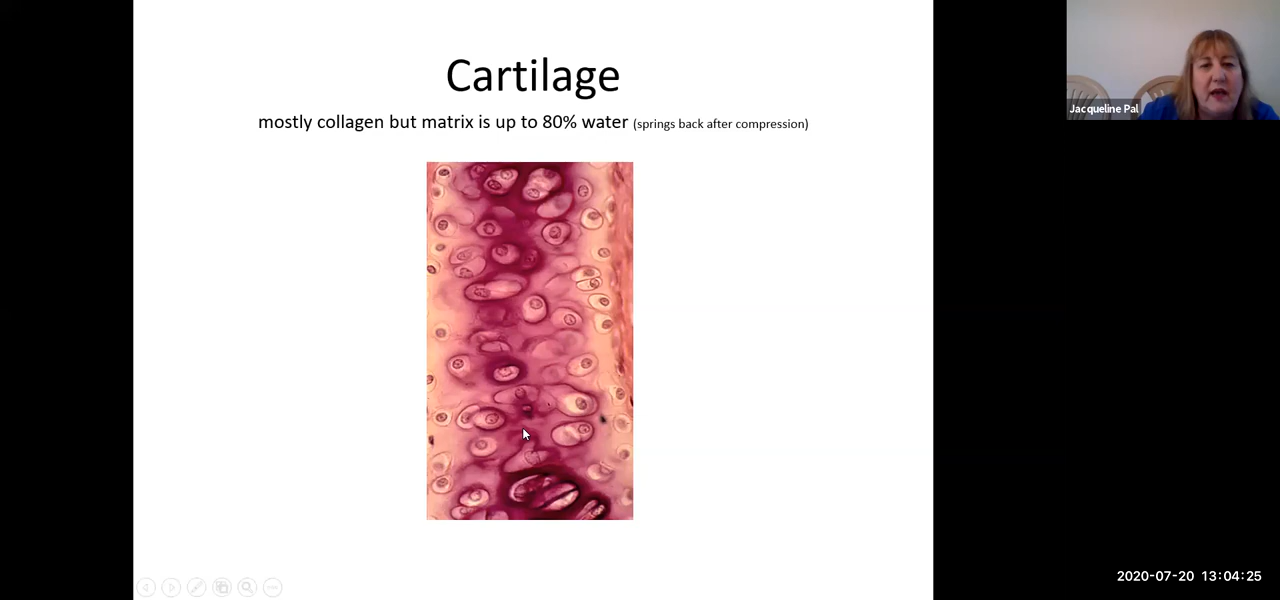 Cartilage
mostly collagen but matrix is up to 80% water (springs back after compression)
Jacqueline Pal
2020-07-20 13:04:25